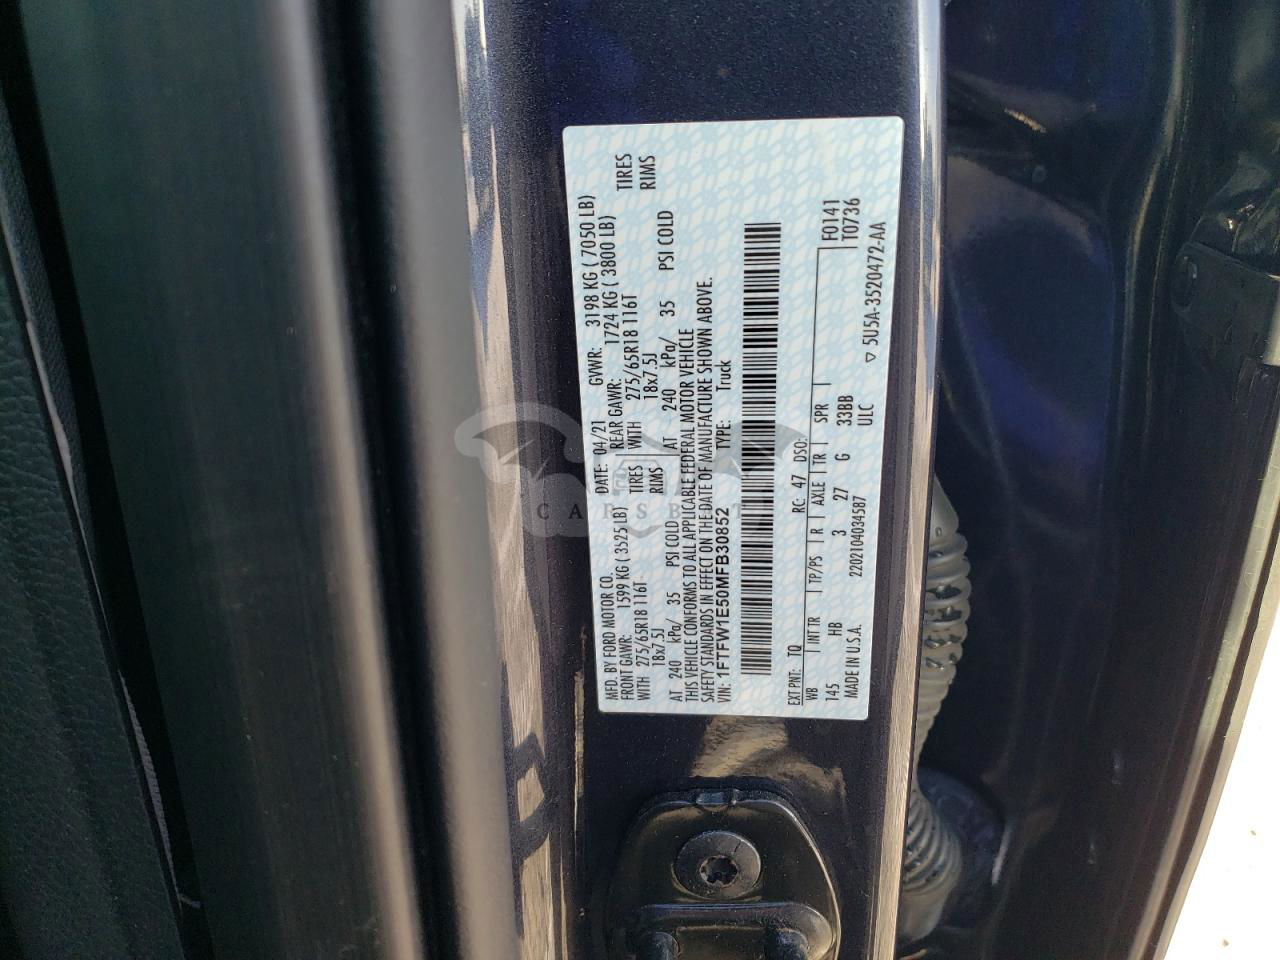 MFD. BY FORD MOTOR CO. DATE: 04/21 GVWR: 3198 KG ( 7050 LB)
FRONT GAWR: 1599 KG ( 3525 LB) REAR GAWR: 1724 KG ( 3800 LB)
WITH 275/65R18 116T TIRES WITH 275/65R18 116T TIRES
18x7.5J RIMS 18x7.5J RIMS
AT 240 kPa/ 35 PSI COLD AT 240 kPa/ 35 PSI COLD
THIS VEHICLE CONFORMS TO ALL APPLICABLE FEDERAL MOTOR VEHICLE
SAFETY STANDARDS IN EFFECT ON THE DATE OF MANUFACTURE SHOWN ABOVE.
VIN: 1FTFW1E50MFB30852 TYPE: Truck
EXT PNT: TQ RC: 47 DSO:
WB INT TR TP/PS R AXLE TR SPR F0141
145 HB 3 27 G 33BB T0736
MADE IN U.S.A. 2202104034587 ULC ▽ 5U5A-3520472-AA